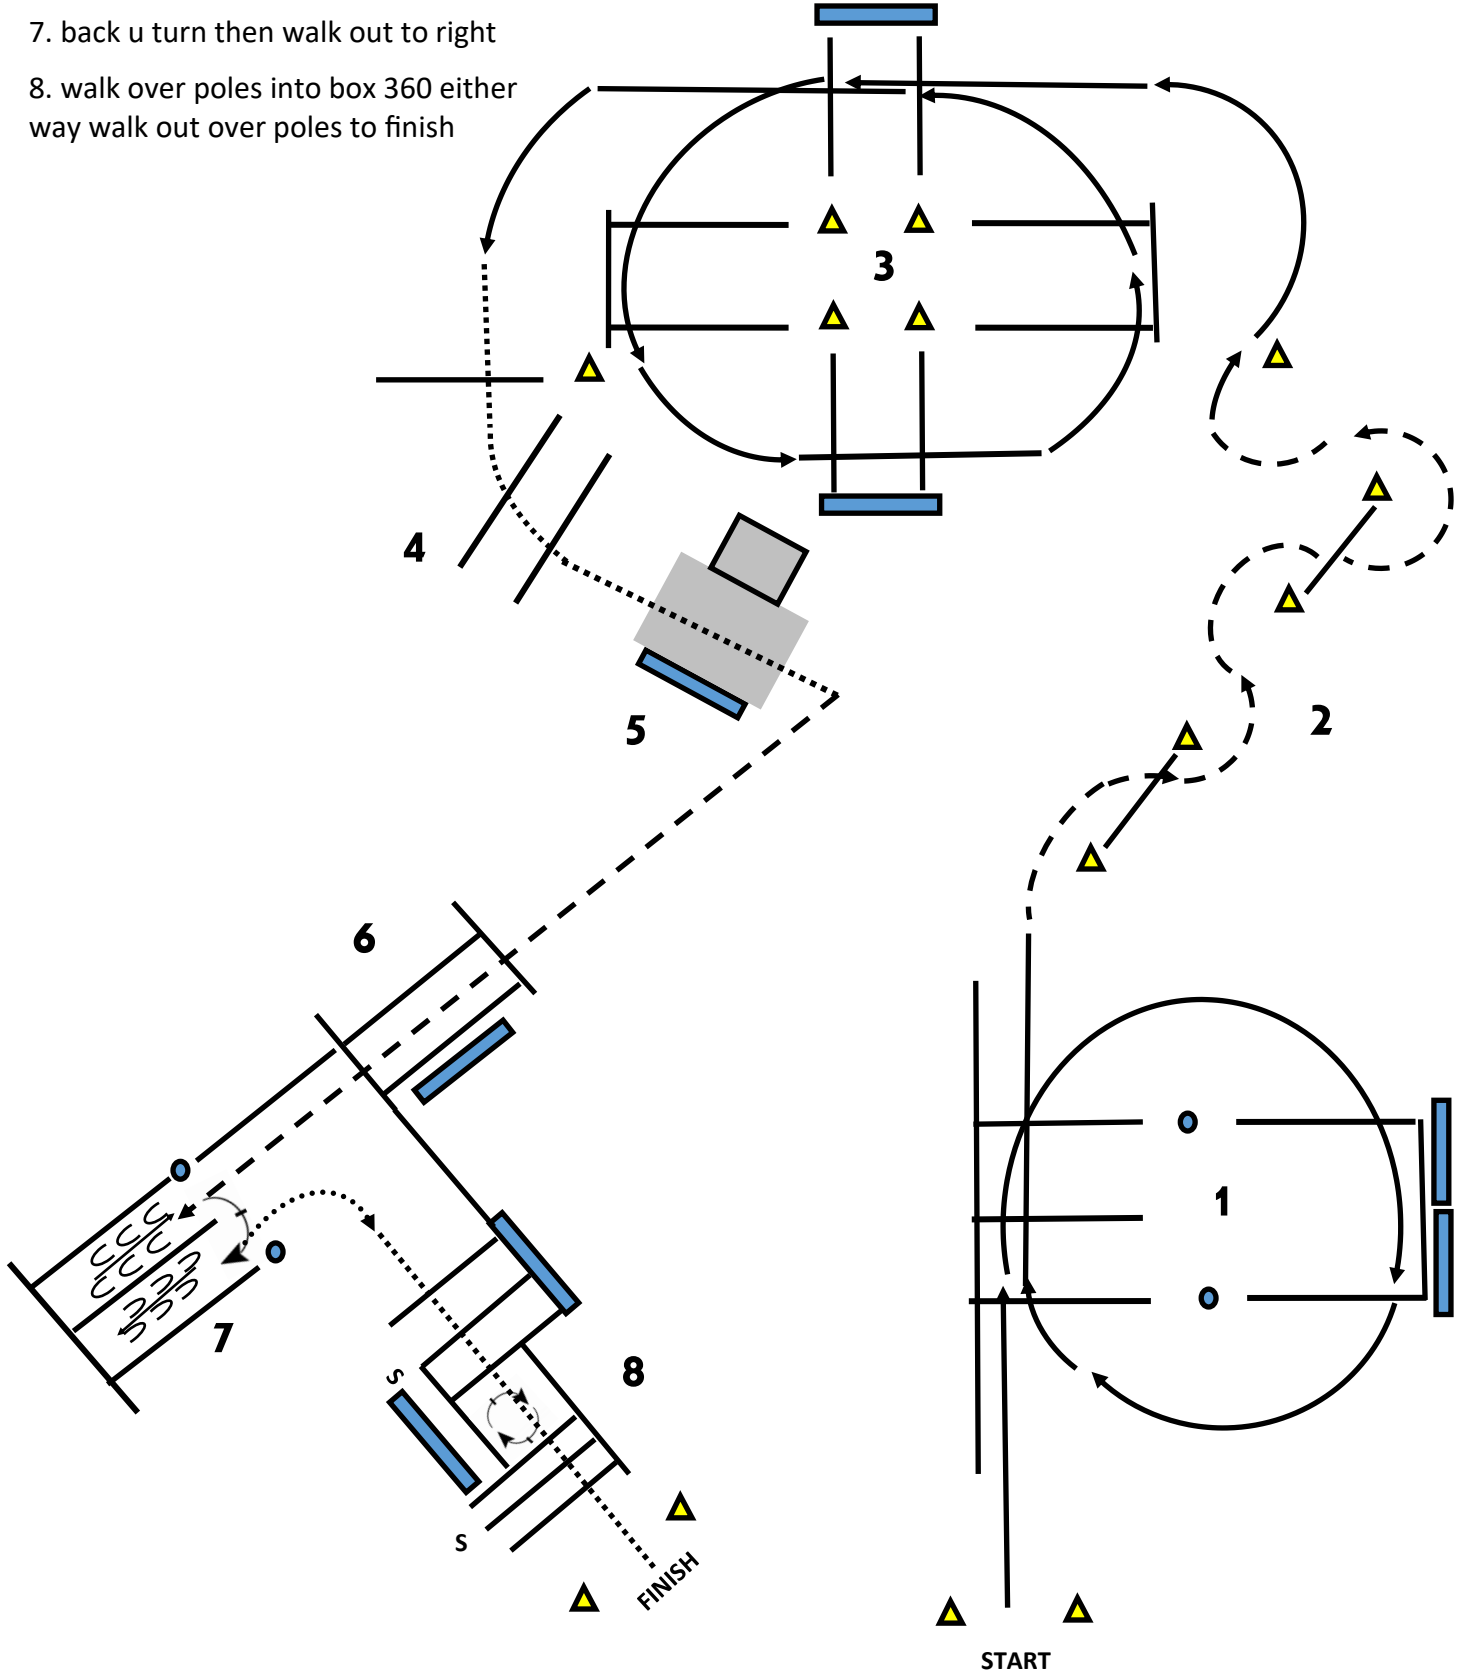 7. back u turn then walk out to right
8. walk over poles into box 360 either
way walk out over poles to finish
3
4
5
2
6
1
7
8
S
S
FINISH
START